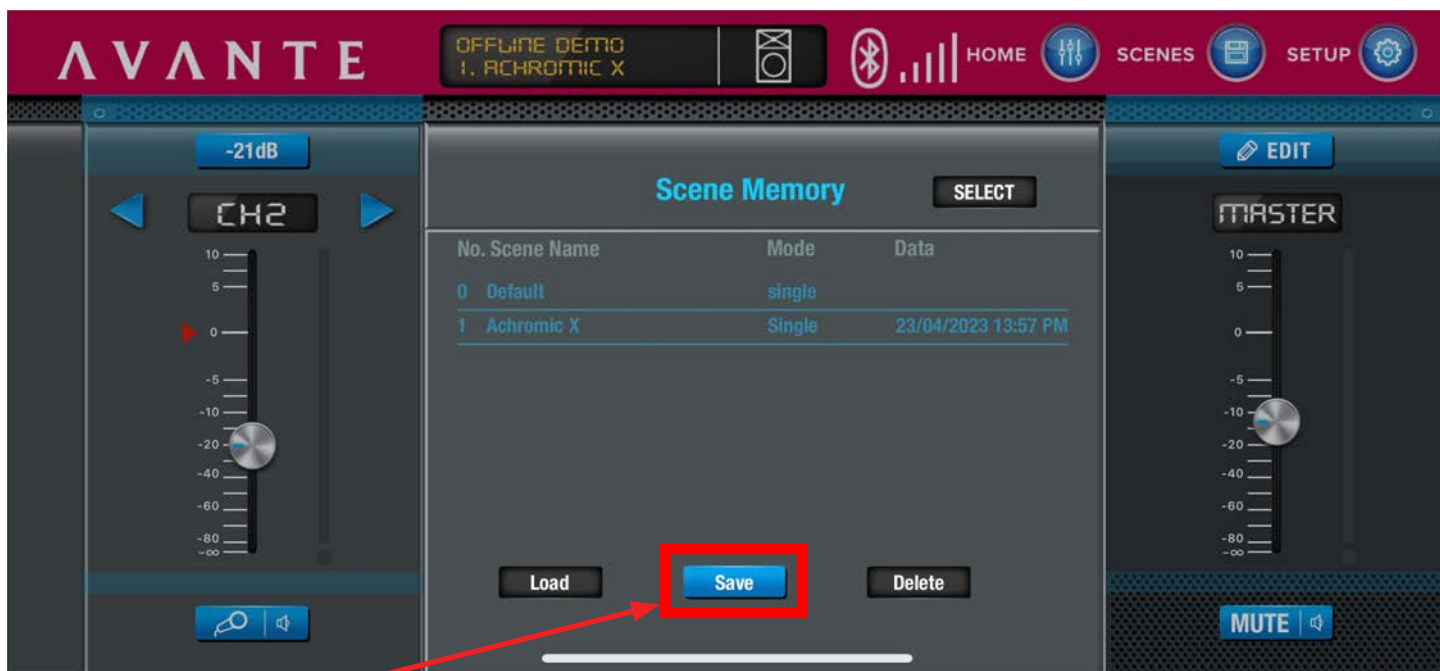 AVANTE
OFFLINE DEMO
1. ACHROMIC X
HOME
SCENES
SETUP
-21dB
CH2
10
5
0
-5
-10
-20
-40
-60
-80
-∞
Scene Memory
SELECT
No. Scene Name Mode Data
0 Default single
1 Achromic X Single 23/04/2023 13:57 PM
Load
Save
Delete
EDIT
MASTER
10
5
0
-5
-10
-20
-40
-60
-80
-∞
MUTE